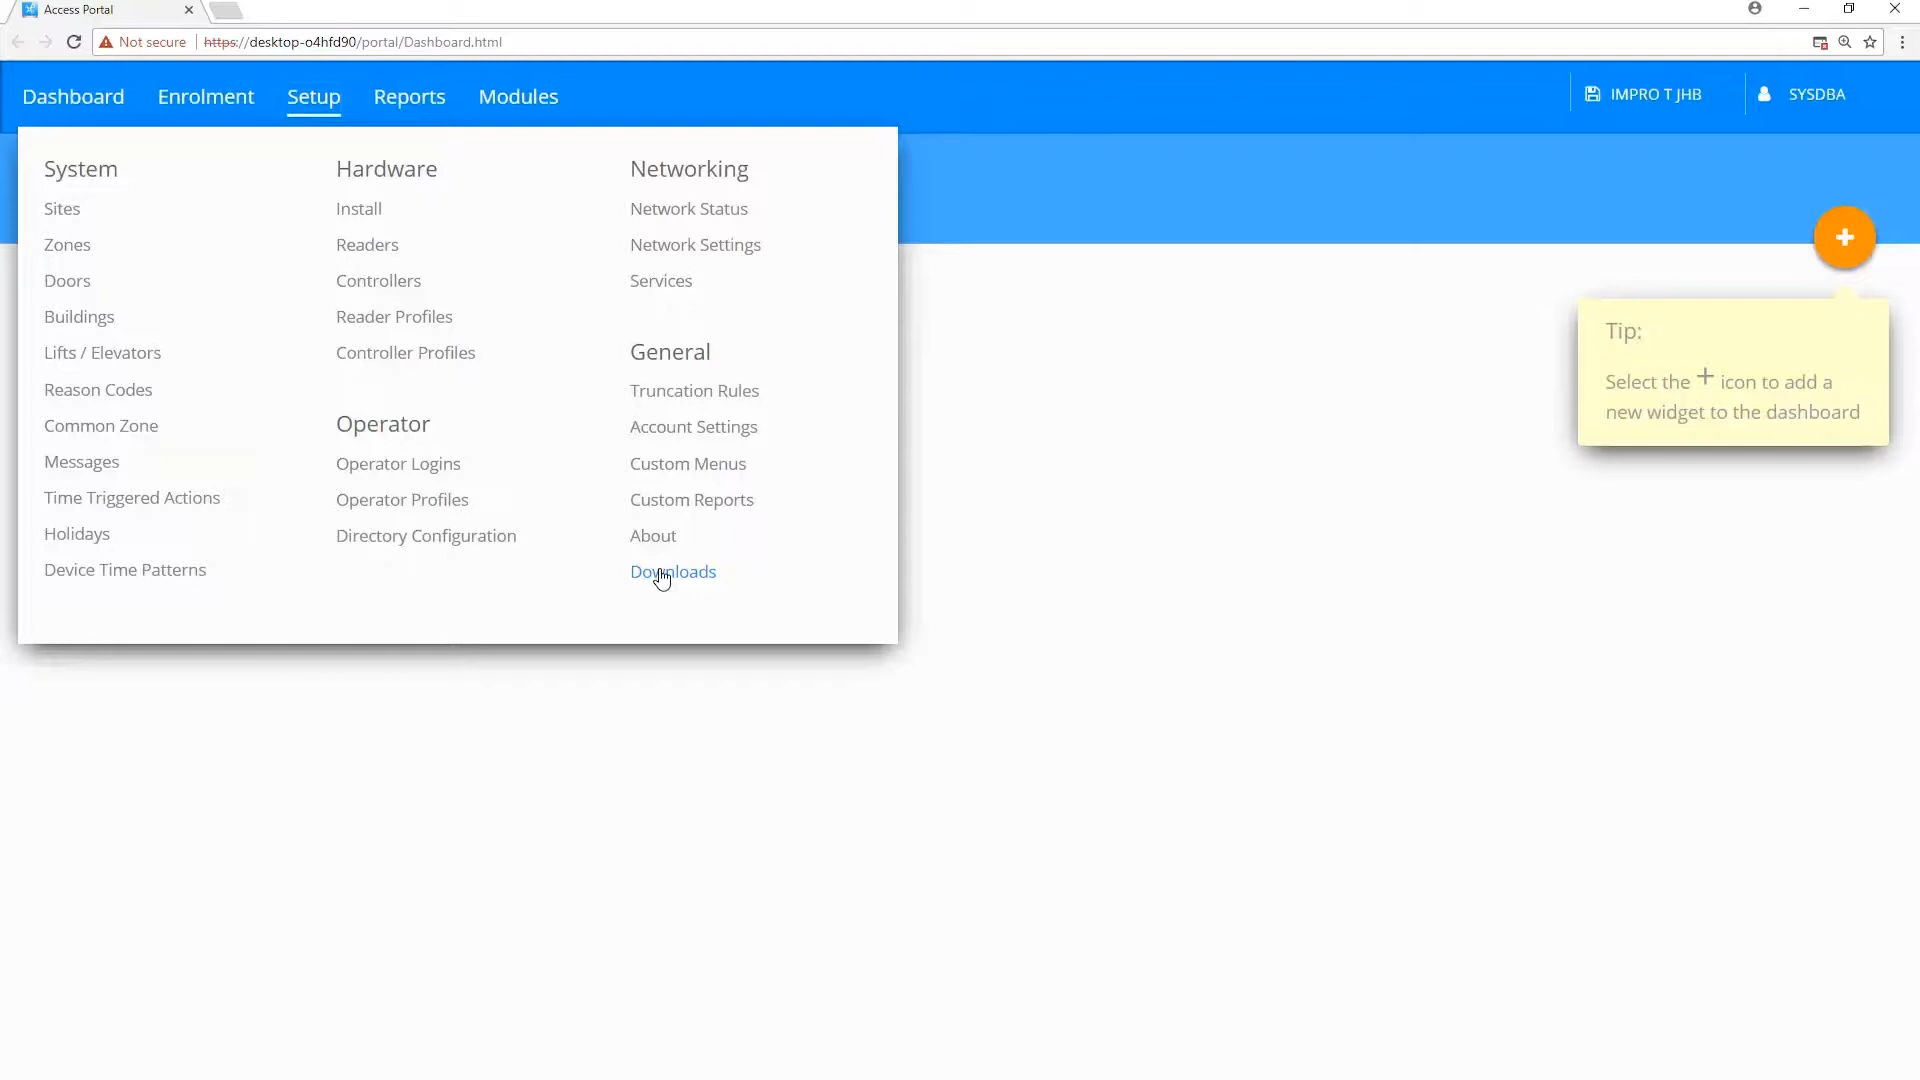 Access Portal
Not secure
https://desktop-o4hfd90/portal/Dashboard.html
Dashboard
Enrolment
Setup
Reports
Modules
IMPRO T JHB
SYSDBA
System
Sites
Zones
Doors
Buildings
Lifts / Elevators
Reason Codes
Common Zone
Messages
Time Triggered Actions
Holidays
Device Time Patterns
Hardware
Install
Readers
Controllers
Reader Profiles
Controller Profiles
Operator
Operator Logins
Operator Profiles
Directory Configuration
Networking
Network Status
Network Settings
Services
General
Truncation Rules
Account Settings
Custom Menus
Custom Reports
About
Downloads
Tip:
Select the + icon to add a
new widget to the dashboard